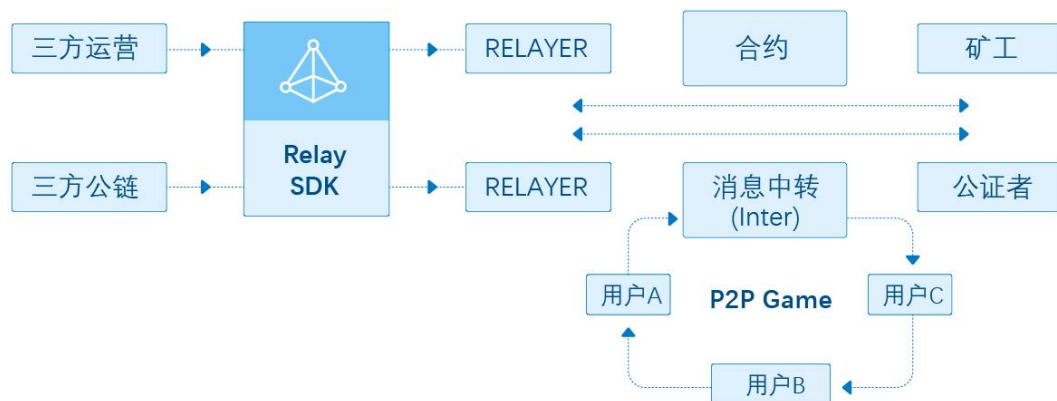 三方运营
RELAYER
合约
矿工
Relay
SDK
三方公链
RELAYER
消息中转
(Inter)
公证者
用户A
P2P Game
用户C
用户B